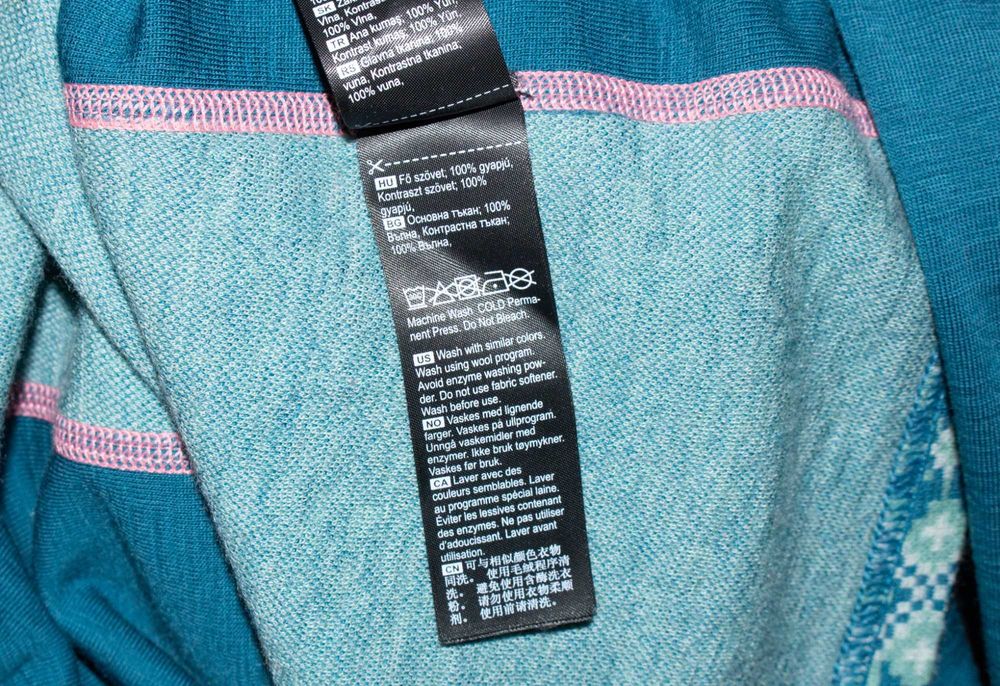 SK
Vlna, Kontrast
100% Vlna,
TR Ana kumaş, 100% Yün,
Kontrast kumaş, 100% Yün,
RS Glavna tkanina;
vuna, Kontrastna tkanina;
100% vuna,
HU Fő szövet; 100% gyapjú,
Kontraszt szövet; 100%
gyapjú,
BG Основна тъкан; 100%
Вълна, Контрастна тъкан;
100% Вълна,
Machine Wash COLD Perma-
nent Press. Do Not Bleach.
US Wash with similar colors.
Wash using wool program.
Avoid enzyme washing pow-
der. Do not use fabric softener.
Wash before use.
NO Vaskes med lignende
farger. Vaskes på ullprogram.
Unngå vaskemidler med
enzymer. Ikke bruk tøymykner.
Vaskes før bruk.
CA Laver avec des
couleurs semblables. Laver
au programme spécial laine.
Éviter les lessives contenant
des enzymes. Ne pas utiliser
d'adoucissant. Laver avant
utilisation.
CN 可与相似颜色衣物
同洗。 使用毛绒程序清
洗。 避免使用含酶洗衣
粉。 请勿使用衣物柔顺
剂。 使用前请清洗。